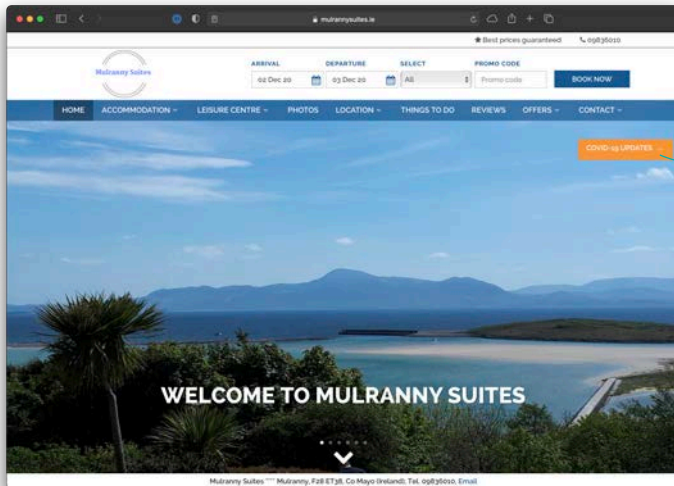 mulrannysuites.ie
★ Best prices guaranteed 09836010
Mulranny Suites
ARRIVAL DEPARTURE SELECT PROMO CODE
02 Dec 20 03 Dec 20 All Promo code BOOK NOW
HOME ACCOMMODATION LEISURE CENTRE PHOTOS LOCATION THINGS TO DO REVIEWS OFFERS CONTACT
COVID-19 UPDATES
WELCOME TO MULRANNY SUITES
Mulranny Suites **** Mulranny, F28 ET38, Co Mayo (Ireland), Tel. 09836010, Email